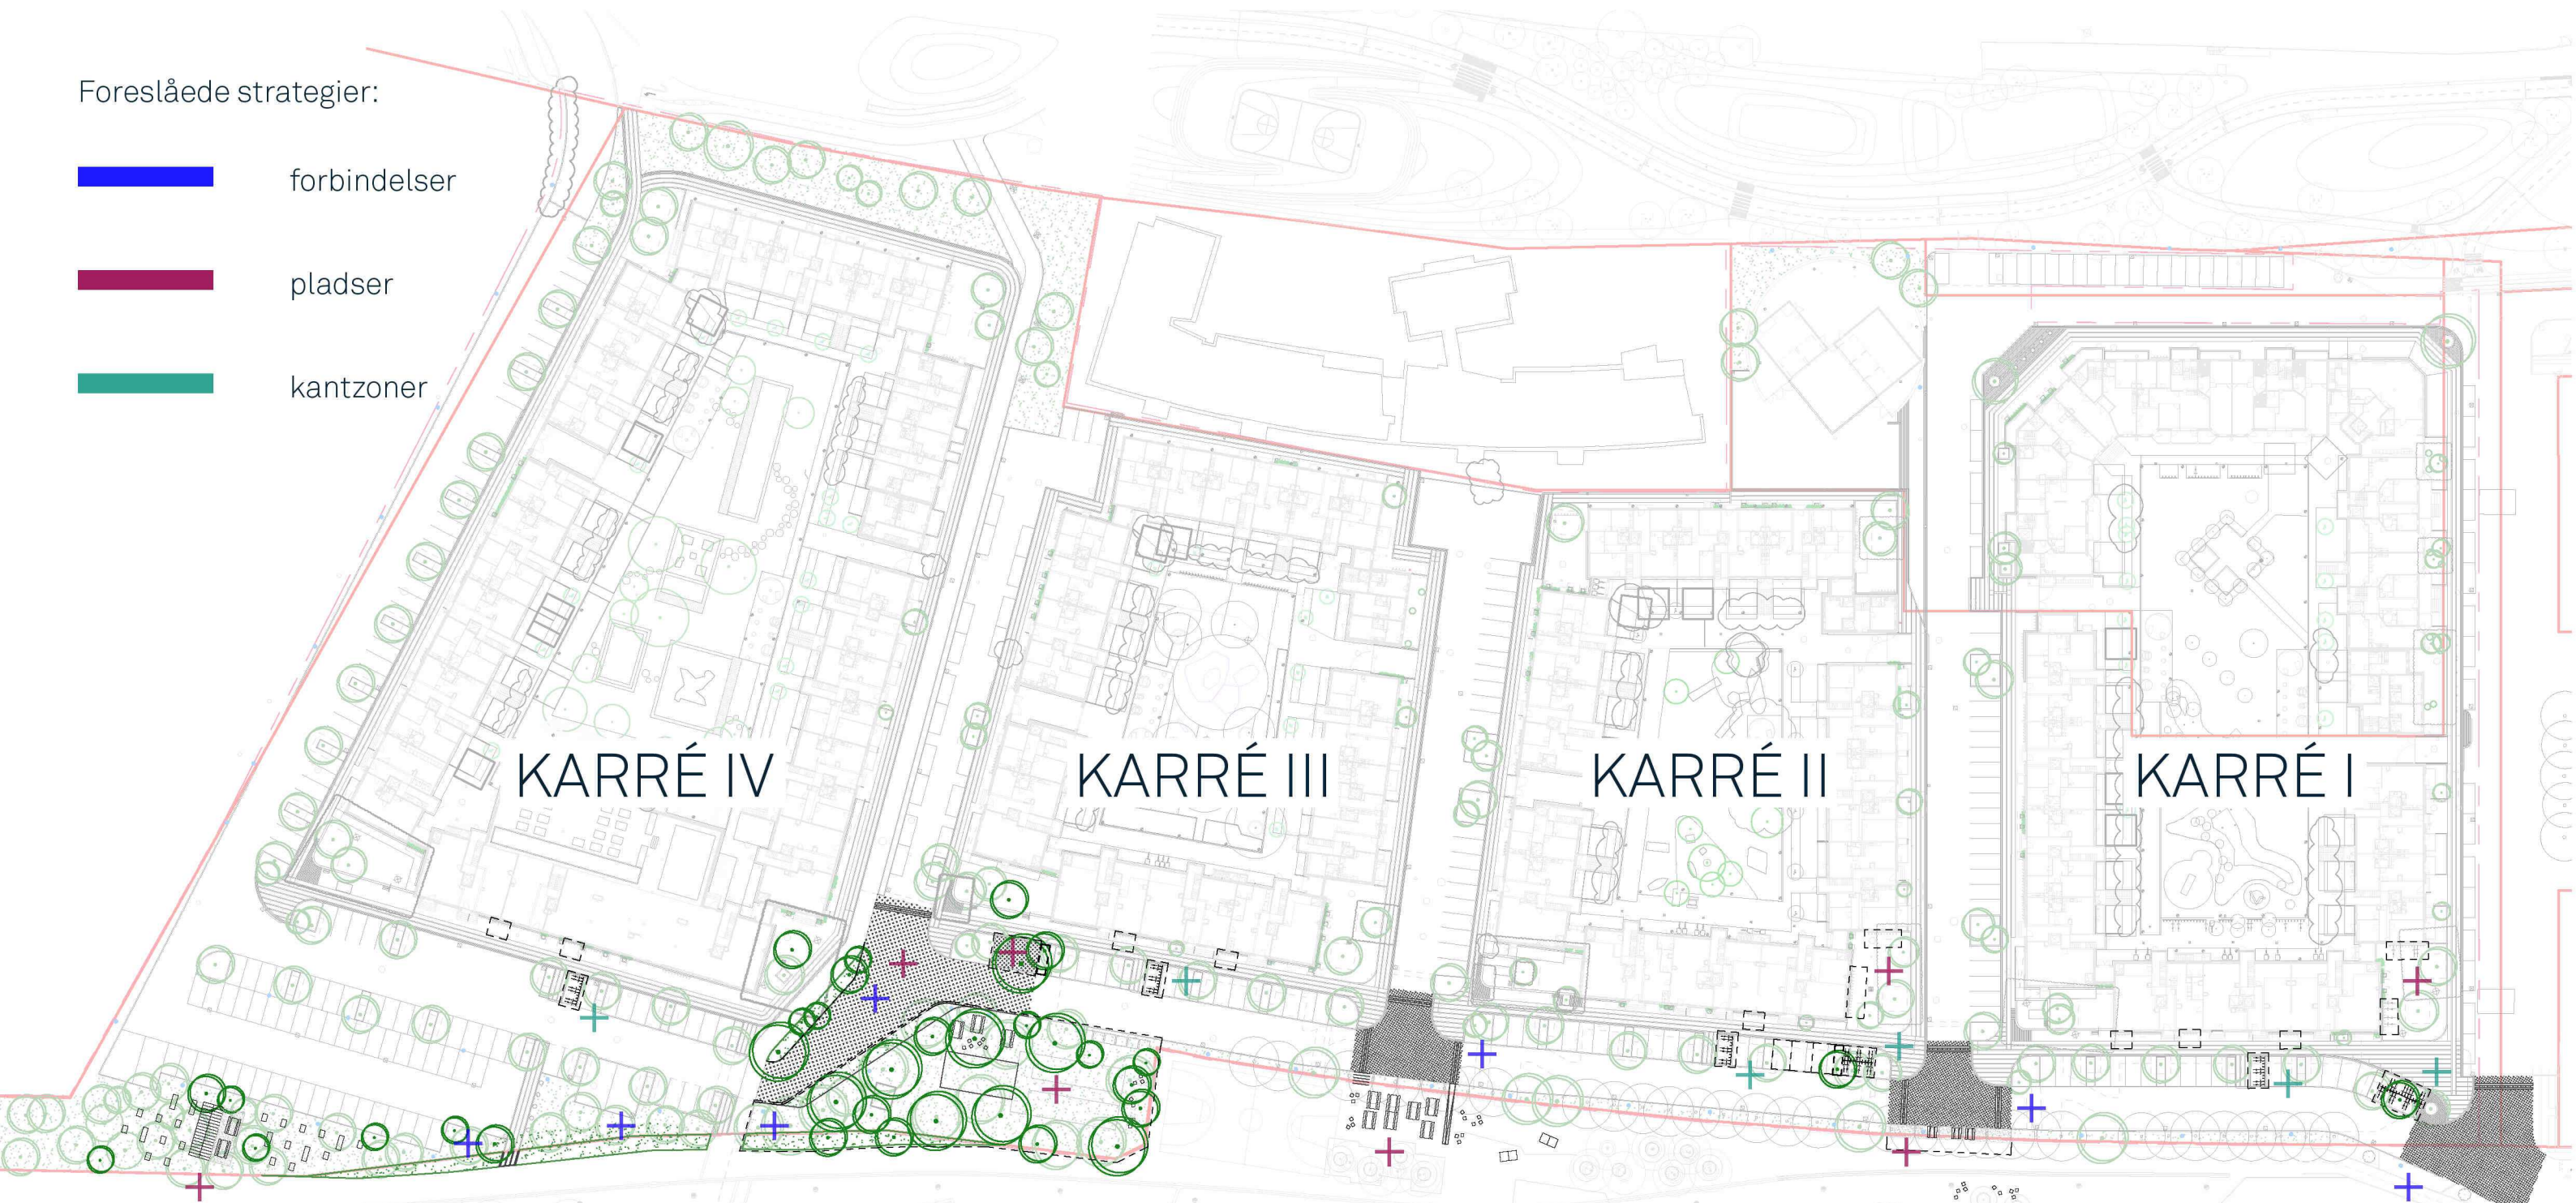 Foreslåede strategier:
forbindelser
pladser
kantzoner
KARRÉ IV
KARRÉ III
KARRÉ II
KARRÉ I